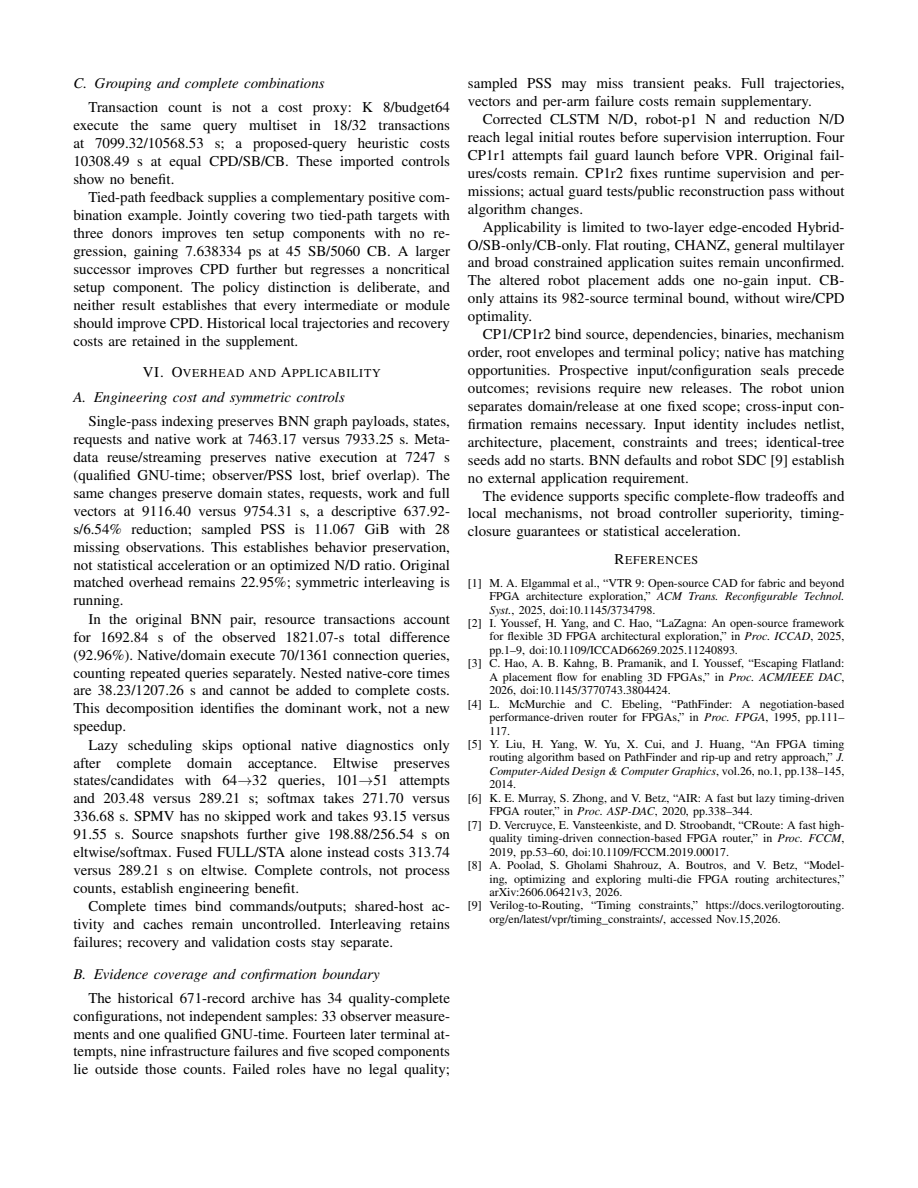 C. Grouping and complete combinations
Transaction count is not a cost proxy: K 8/budget64
execute the same query multiset in 18/32 transactions
at 7099.32/10568.53 s; a proposed-query heuristic costs
10308.49 s at equal CPD/SB/CB. These imported controls
show no benefit.
Tied-path feedback supplies a complementary positive com-
bination example. Jointly covering two tied-path targets with
three donors improves ten setup components with no re-
gression, gaining 7.638334 ps at 45 SB/5060 CB. A larger
successor improves CPD further but regresses a noncritical
setup component. The policy distinction is deliberate, and
neither result establishes that every intermediate or module
should improve CPD. Historical local trajectories and recovery
costs are retained in the supplement.
VI. OVERHEAD AND APPLICABILITY
A. Engineering cost and symmetric controls
Single-pass indexing preserves BNN graph payloads, states,
requests and native work at 7463.17 versus 7933.25 s. Meta-
data reuse/streaming preserves native execution at 7247 s
(qualified GNU-time; observer/PSS lost, brief overlap). The
same changes preserve domain states, requests, work and full
vectors at 9116.40 versus 9754.31 s, a descriptive 637.92-
s/6.54% reduction; sampled PSS is 11.067 GiB with 28
missing observations. This establishes behavior preservation,
not statistical acceleration or an optimized N/D ratio. Original
matched overhead remains 22.95%; symmetric interleaving is
running.
In the original BNN pair, resource transactions account
for 1692.84 s of the observed 1821.07-s total difference
(92.96%). Native/domain execute 70/1361 connection queries,
counting repeated queries separately. Nested native-core times
are 38.23/1207.26 s and cannot be added to complete costs.
This decomposition identifies the dominant work, not a new
speedup.
Lazy scheduling skips optional native diagnostics only
after complete domain acceptance. Eltwise preserves
states/candidates with 64→32 queries, 101→51 attempts
and 203.48 versus 289.21 s; softmax takes 271.70 versus
336.68 s. SPMV has no skipped work and takes 93.15 versus
91.55 s. Source snapshots further give 198.88/256.54 s on
eltwise/softmax. Fused FULL/STA alone instead costs 313.74
versus 289.21 s on eltwise. Complete controls, not process
counts, establish engineering benefit.
Complete times bind commands/outputs; shared-host ac-
tivity and caches remain uncontrolled. Interleaving retains
failures; recovery and validation costs stay separate.
B. Evidence coverage and confirmation boundary
The historical 671-record archive has 34 quality-complete
configurations, not independent samples: 33 observer measure-
ments and one qualified GNU-time. Fourteen later terminal at-
tempts, nine infrastructure failures and five scoped components
lie outside those counts. Failed roles have no legal quality;
sampled PSS may miss transient peaks. Full trajectories,
vectors and per-arm failure costs remain supplementary.
Corrected CLSTM N/D, robot-p1 N and reduction N/D
reach legal initial routes before supervision interruption. Four
CP1r1 attempts fail guard launch before VPR. Original fail-
ures/costs remain. CP1r2 fixes runtime supervision and per-
missions; actual guard tests/public reconstruction pass without
algorithm changes.
Applicability is limited to two-layer edge-encoded Hybrid-
O/SB-only/CB-only. Flat routing, CHANZ, general multilayer
and broad constrained application suites remain unconfirmed.
The altered robot placement adds one no-gain input. CB-
only attains its 982-source terminal bound, without wire/CPD
optimality.
CP1/CP1r2 bind source, dependencies, binaries, mechanism
order, root envelopes and terminal policy; native has matching
opportunities. Prospective input/configuration seals precede
outcomes; revisions require new releases. The robot union
separates domain/release at one fixed scope; cross-input con-
firmation remains necessary. Input identity includes netlist,
architecture, placement, constraints and trees; identical-tree
seeds add no starts. BNN defaults and robot SDC [9] establish
no external application requirement.
The evidence supports specific complete-flow tradeoffs and
local mechanisms, not broad controller superiority, timing-
closure guarantees or statistical acceleration.
REFERENCES
[1] M. A. Elgammal et al., “VTR 9: Open-source CAD for fabric and beyond
FPGA architecture exploration,” ACM Trans. Reconfigurable Technol.
Syst., 2025, doi:10.1145/3734798.
[2] I. Youssef, H. Yang, and C. Hao, “LaZagna: An open-source framework
for flexible 3D FPGA architectural exploration,” in Proc. ICCAD, 2025,
pp.1–9, doi:10.1109/ICCAD66269.2025.11240893.
[3] C. Hao, A. B. Kahng, B. Pramanik, and I. Youssef, “Escaping Flatland:
A placement flow for enabling 3D FPGAs,” in Proc. ACM/IEEE DAC,
2026, doi:10.1145/3770743.3804424.
[4] L. McMurchie and C. Ebeling, “PathFinder: A negotiation-based
performance-driven router for FPGAs,” in Proc. FPGA, 1995, pp.111–
117.
[5] Y. Liu, H. Yang, W. Yu, X. Cui, and J. Huang, “An FPGA timing
routing algorithm based on PathFinder and rip-up and retry approach,” J.
Computer-Aided Design & Computer Graphics, vol.26, no.1, pp.138–145,
2014.
[6] K. E. Murray, S. Zhong, and V. Betz, “AIR: A fast but lazy timing-driven
FPGA router,” in Proc. ASP-DAC, 2020, pp.338–344.
[7] D. Vercruyce, E. Vansteenkiste, and D. Stroobandt, “CRoute: A fast high-
quality timing-driven connection-based FPGA router,” in Proc. FCCM,
2019, pp.53–60, doi:10.1109/FCCM.2019.00017.
[8] A. Poolad, S. Gholami Shahrouz, A. Boutros, and V. Betz, “Model-
ing, optimizing and exploring multi-die FPGA routing architectures,”
arXiv:2606.06421v3, 2026.
[9] Verilog-to-Routing, “Timing constraints,” https://docs.verilogtorouting.
org/en/latest/vpr/timing_constraints/, accessed Nov.15,2026.